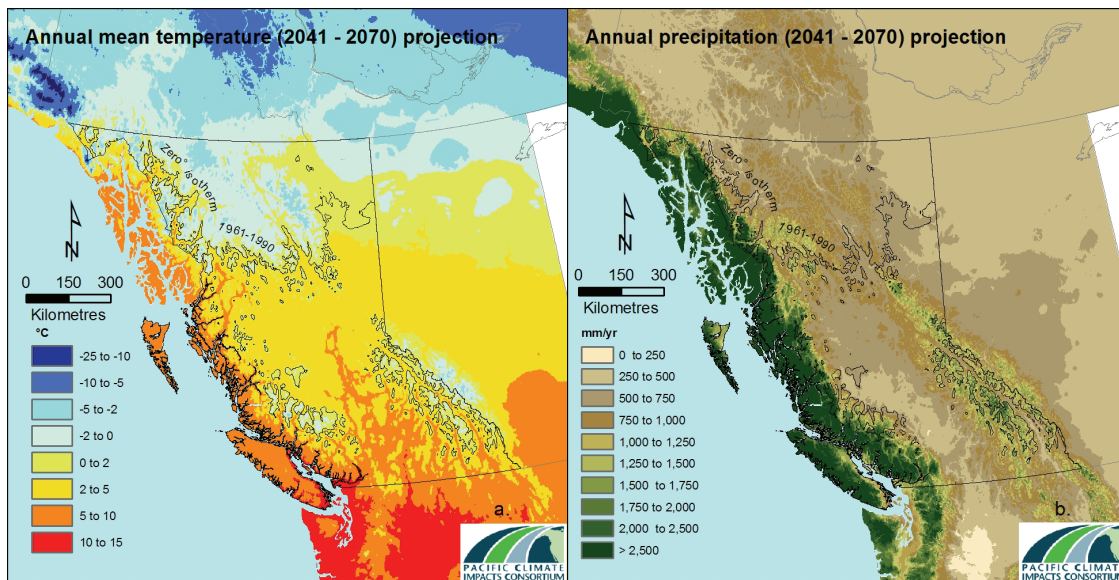 Annual mean temperature (2041 - 2070) projection
Zero° isotherm
1961-1990
N
0 150 300
Kilometres
°C
-25 to -10
-10 to -5
-5 to -2
-2 to 0
0 to 2
2 to 5
5 to 10
10 to 15
a.
PACIFIC CLIMATE
IMPACTS CONSORTIUM
Annual precipitation (2041 - 2070) projection
Zero° isotherm
1961-1990
N
0 150 300
Kilometres
mm/yr
0 to 250
250 to 500
500 to 750
750 to 1,000
1,000 to 1,250
1,250 to 1,500
1,500 to 1,750
1,750 to 2,000
2,000 to 2,500
> 2,500
b.
PACIFIC CLIMATE
IMPACTS CONSORTIUM